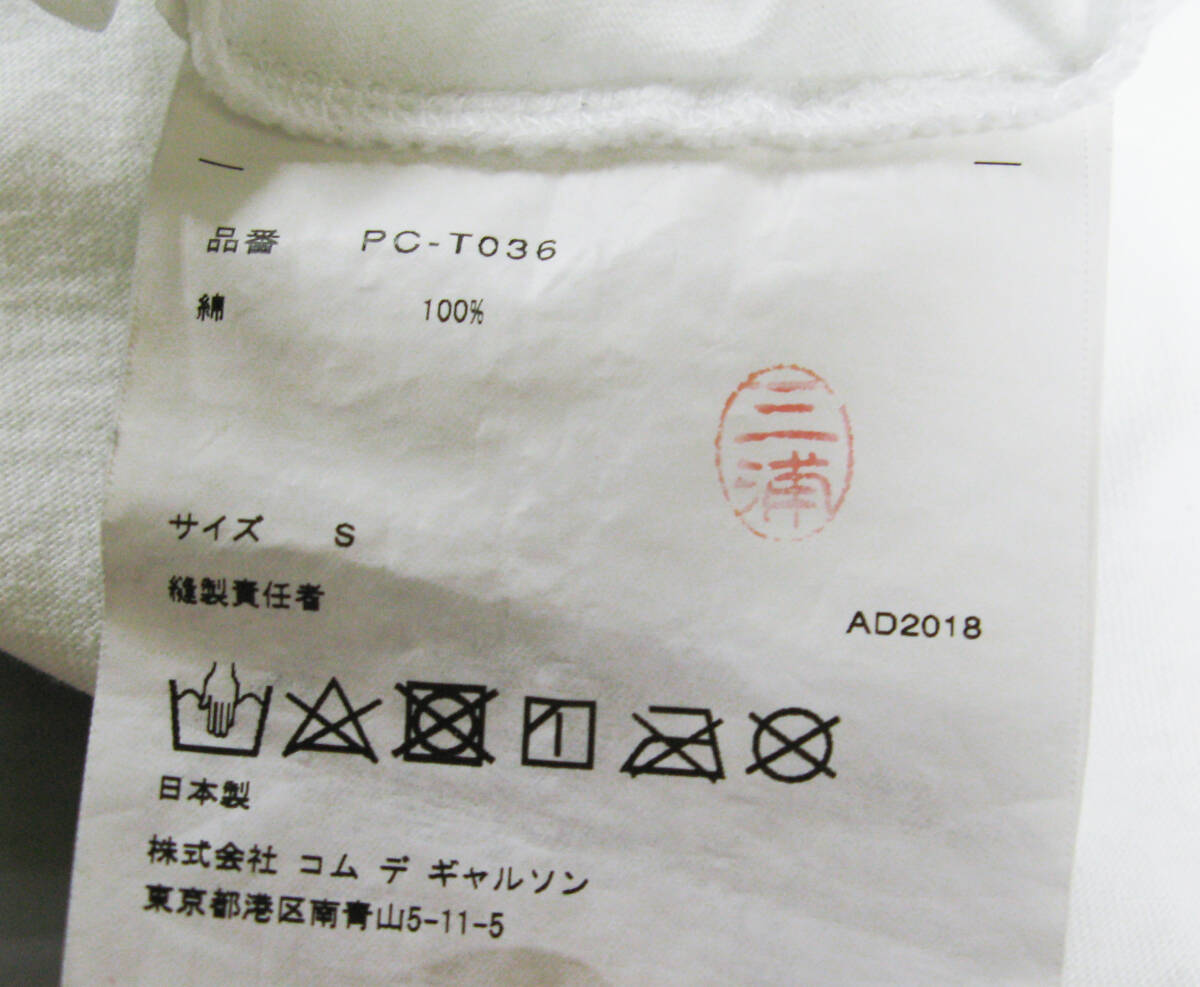 品番 PC-T036
綿 100%
三浦
サイズ S
縫製責任者
AD2018
日本製
株式会社 コム デ ギャルソン
東京都港区南青山5-11-5